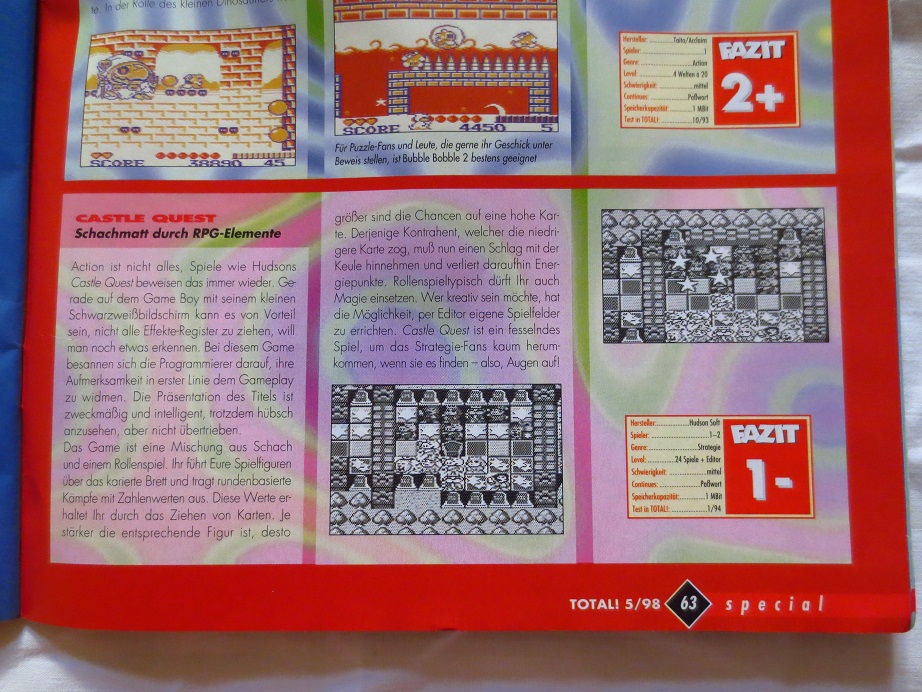 te. In der Rolle des kleinen Dinosauriers
SCORE 38890 45
SCORE 4450 5
Für Puzzle-Fans und Leute, die gerne ihr Geschick unter
Beweis stellen, ist Bubble Bobble 2 bestens geeignet
Hersteller: Taito/Acclaim
Spieler: 1
Genre: Action
Level: 4 Welten à 20
Schwierigkeit: mittel
Continues: Paßwort
Speicherkapazität: 1 MBit
Test in TOTAL!: 10/93
FAZIT
2+
CASTLE QUEST
Schachmatt durch RPG-Elemente
Action ist nicht alles, Spiele wie Hudsons
Castle Quest beweisen das immer wieder. Ge-
rade auf dem Game Boy mit seinem kleinen
Schwarzweißbildschirm kann es von Vorteil
sein, nicht alle Effekte-Register zu ziehen, will
man noch etwas erkennen. Bei diesem Game
besannen sich die Programmierer darauf, ihre
Aufmerksamkeit in erster Linie dem Gameplay
zu widmen. Die Präsentation des Titels ist
zweckmäßig und intelligent, trotzdem hübsch
anzusehen, aber nicht übertrieben.
Das Game ist eine Mischung aus Schach
und einem Rollenspiel. Ihr führt Eure Spielfiguren
über das karierte Brett und tragt rundenbasierte
Kämpfe mit Zahlenwerten aus. Diese Werte er-
haltet Ihr durch das Ziehen von Karten. Je
stärker die entsprechende Figur ist, desto
größer sind die Chancen auf eine hohe Kar-
te. Derjenige Kontrahent, welcher die niedri-
gere Karte zog, muß nun einen Schlag mit der
Keule hinnehmen und verliert daraufhin Ener-
giepunkte. Rollenspieltypisch dürft Ihr auch
Magie einsetzen. Wer kreativ sein möchte, hat
die Möglichkeit, per Editor eigene Spielfelder
zu errichten. Castle Quest ist ein fesselndes
Spiel, um das Strategie-Fans kaum herum-
kommen, wenn sie es finden – also, Augen auf!
Hersteller: Hudson Soft
Spieler: 1–2
Genre: Strategie
Level: 24 Spiele + Editor
Schwierigkeit: mittel
Continues: Paßwort
Speicherkapazität: 1 MBit
Test in TOTAL!: 1/94
FAZIT
1-
TOTAL! 5/98 63 special